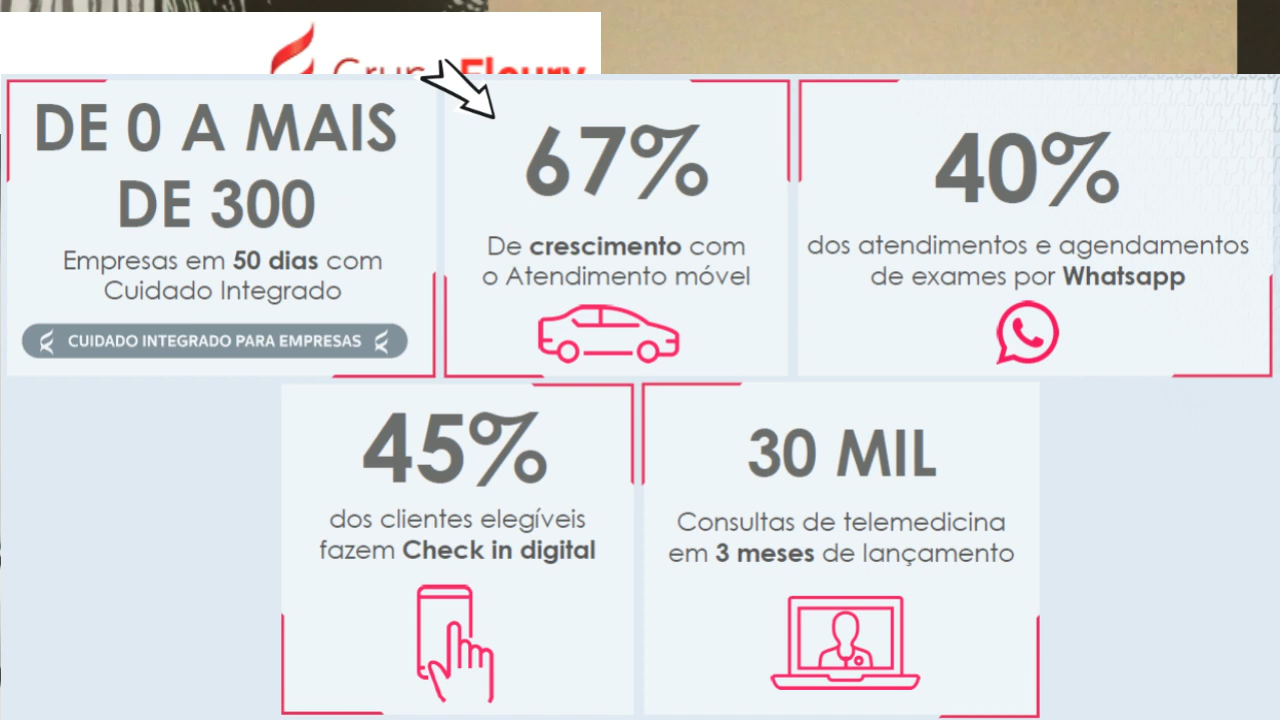 Grupo Fleury
DE 0 A MAIS
DE 300
Empresas em 50 dias com
Cuidado Integrado
CUIDADO INTEGRADO PARA EMPRESAS
67%
De crescimento com
o Atendimento móvel
40%
dos atendimentos e agendamentos
de exames por Whatsapp
45%
dos clientes elegíveis
fazem Check in digital
30 MIL
Consultas de telemedicina
em 3 meses de lançamento